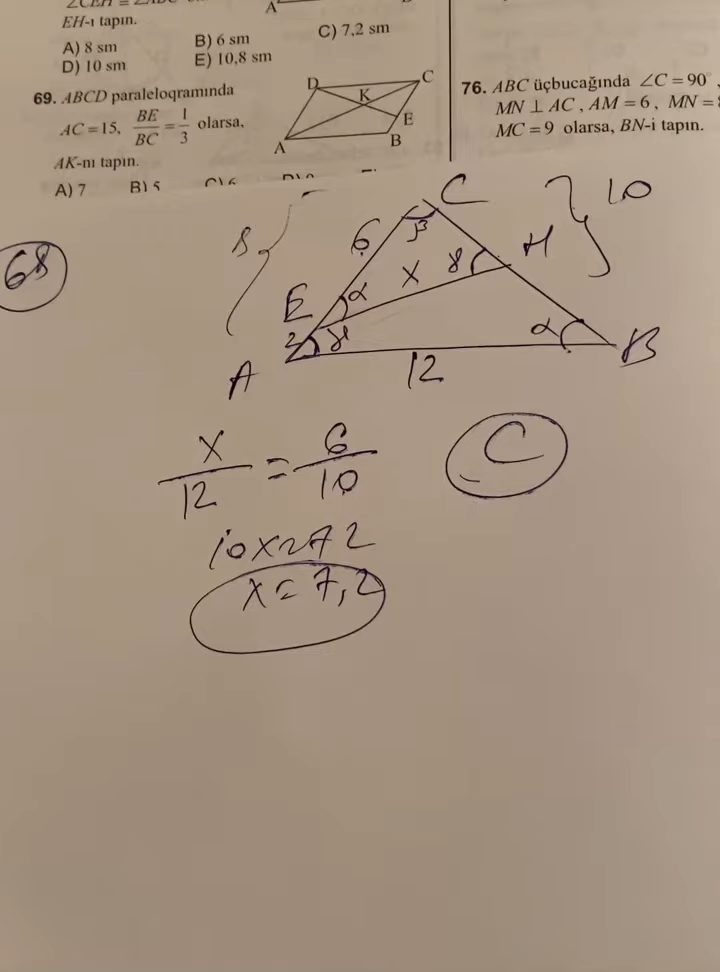 EH-ı tapın.
A) 8 sm B) 6 sm C) 7,2 sm
D) 10 sm E) 10,8 sm
69. ABCD paraleloqramında
AC = 15, BE/BC = 1/3 olarsa,
AK-nı tapın.
A) 7 B) 5
D C K E A B
76. ABC üçbucağında ∠C = 90°,
MN ⊥ AC, AM = 6, MN =
MC = 9 olarsa, BN-i tapın.
68
C 10
8 6 β H
x γ
E α
2 γ α B
A 12
x/12 = 6/10 C
10x=72
x = 7,2